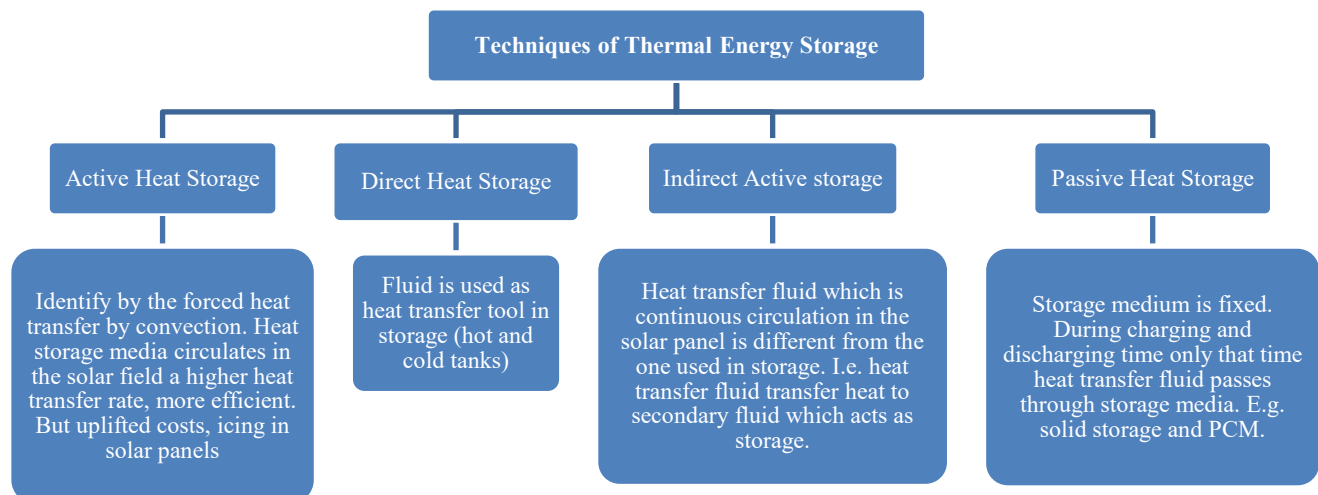 Techniques of Thermal Energy Storage
Active Heat Storage
Direct Heat Storage
Indirect Active storage
Passive Heat Storage
Identify by the forced heat
transfer by convection. Heat
storage media circulates in
the solar field a higher heat
transfer rate, more efficient.
But uplifted costs, icing in
solar panels
Fluid is used as
heat transfer tool in
storage (hot and
cold tanks)
Heat transfer fluid which is
continuous circulation in the
solar panel is different from the
one used in storage. I.e. heat
transfer fluid transfer heat to
secondary fluid which acts as
storage.
Storage medium is fixed.
During charging and
discharging time only that time
heat transfer fluid passes
through storage media. E.g.
solid storage and PCM.